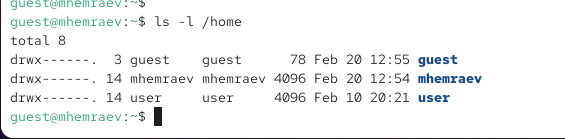 guest@mhemraev:~$
guest@mhemraev:~$ ls -l /home
total 8
drwx------.  3 guest    guest      78 Feb 20 12:55 guest
drwx------. 14 mhemraev mhemraev 4096 Feb 20 12:54 mhemraev
drwx------. 14 user     user     4096 Feb 10 20:21 user
guest@mhemraev:~$